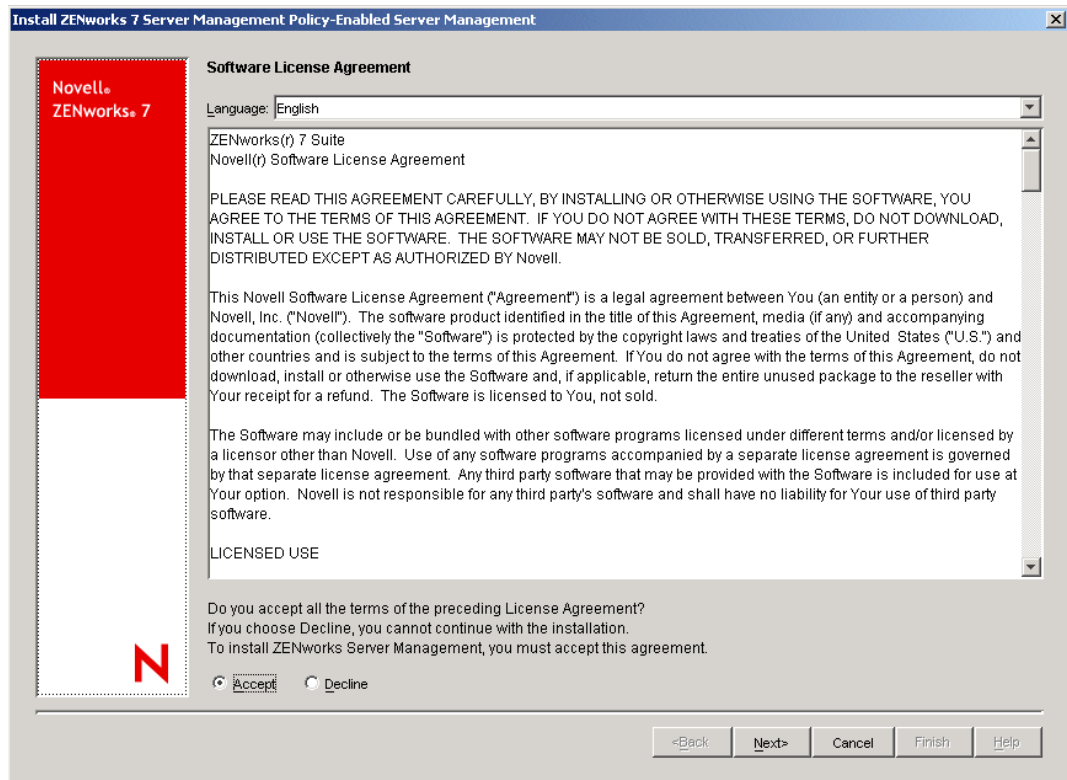 Install ZENworks 7 Server Management Policy-Enabled Server Management
Novell®
ZENworks® 7
Software License Agreement
Language: English
ZENworks(r) 7 Suite
Novell(r) Software License Agreement
PLEASE READ THIS AGREEMENT CAREFULLY, BY INSTALLING OR OTHERWISE USING THE SOFTWARE, YOU
AGREE TO THE TERMS OF THIS AGREEMENT.  IF YOU DO NOT AGREE WITH THESE TERMS, DO NOT DOWNLOAD,
INSTALL OR USE THE SOFTWARE.  THE SOFTWARE MAY NOT BE SOLD, TRANSFERRED, OR FURTHER
DISTRIBUTED EXCEPT AS AUTHORIZED BY Novell.
This Novell Software License Agreement ("Agreement") is a legal agreement between You (an entity or a person) and
Novell, Inc. ("Novell").  The software product identified in the title of this Agreement, media (if any) and accompanying
documentation (collectively the "Software") is protected by the copyright laws and treaties of the United  States ("U.S.") and
other countries and is subject to the terms of this Agreement.  If You do not agree with the terms of this Agreement, do not
download, install or otherwise use the Software and, if applicable, return the entire unused package to the reseller with
Your receipt for a refund.  The Software is licensed to You, not sold.
The Software may include or be bundled with other software programs licensed under different terms and/or licensed by
a licensor other than Novell.  Use of any software programs accompanied by a separate license agreement is governed
by that separate license agreement.  Any third party software that may be provided with the Software is included for use at
Your option.  Novell is not responsible for any third party's software and shall have no liability for Your use of third party
software.
LICENSED USE
Do you accept all the terms of the preceding License Agreement?
If you choose Decline, you cannot continue with the installation.
To install ZENworks Server Management, you must accept this agreement.
N
Accept Decline
<Back Next> Cancel Finish Help